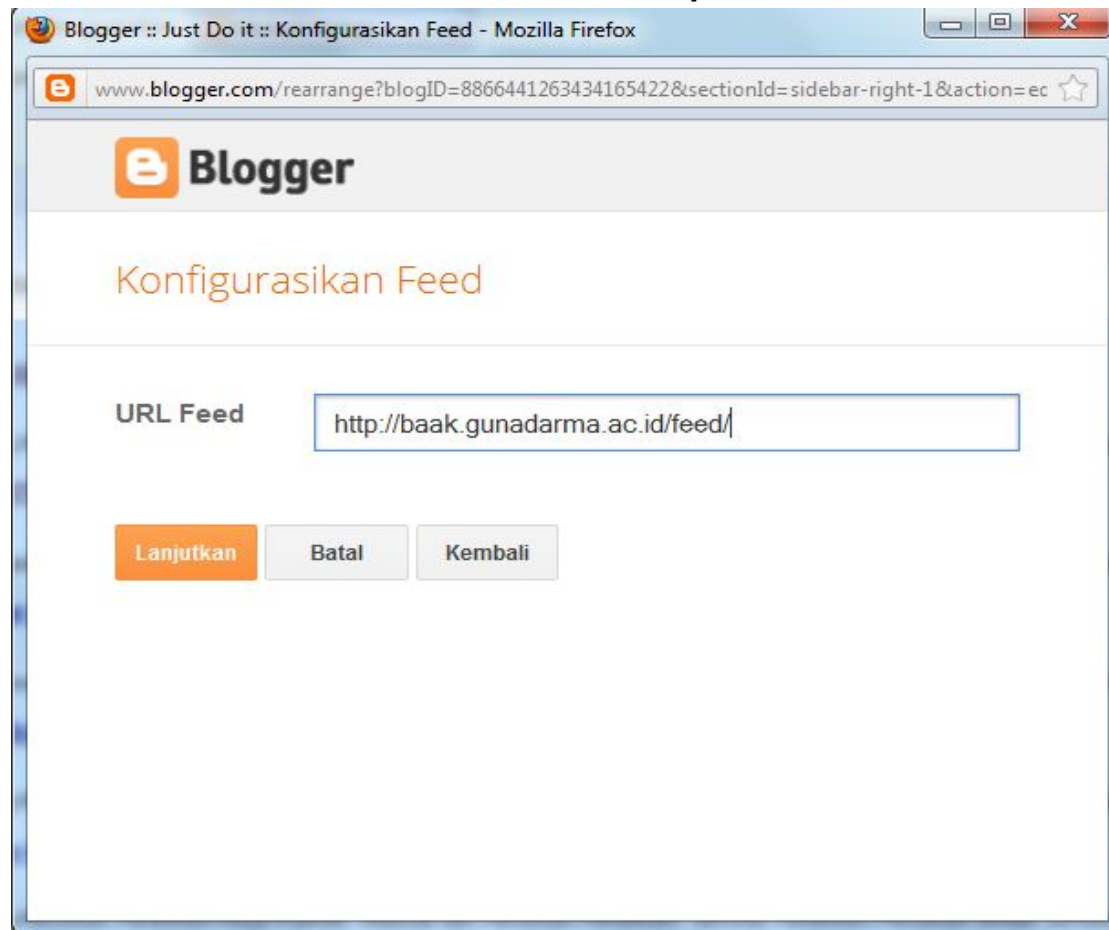 Blogger :: Just Do it :: Konfigurasikan Feed - Mozilla Firefox
www.blogger.com/rearrange?blogID=8866441263434165422&sectionId=sidebar-right-1&action=ec
Blogger
Konfigurasikan Feed
URL Feed http://baak.gunadarma.ac.id/feed/
Lanjutkan Batal Kembali